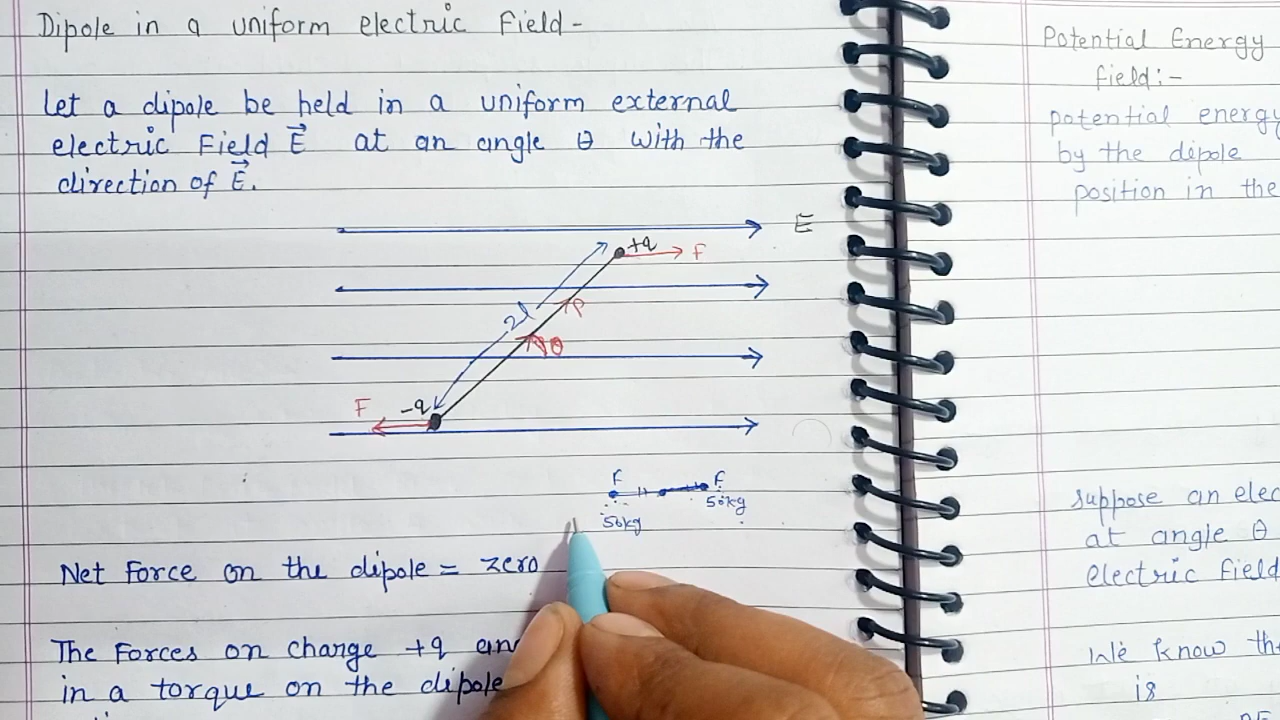 Dipole in a uniform electric Field -
Let a dipole be held in a uniform external
electric Field E⃗ at an angle θ with the
direction of E⃗.
E
+q
F
2l
p
θ
F
-q
F
F
50kg
50kg
Net Force on the dipole = zero
The Forces on charge +q an
in a torque on the dipole
Potential Energy
field:-
potential energy
by the dipole
position in the
suppose an elec
at angle θ
electric field
We know th
is